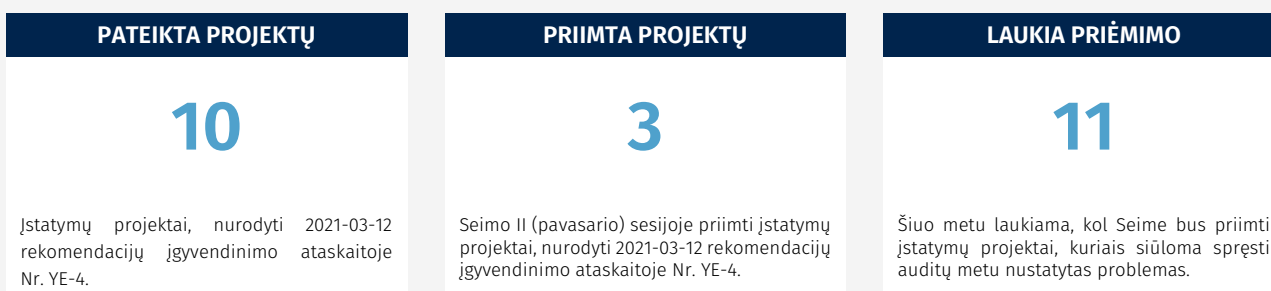 PATEIKTA PROJEKTŲ
10
Įstatymų projektai, nurodyti 2021-03-12
rekomendacijų įgyvendinimo ataskaitoje
Nr. YE-4.
PRIIMTA PROJEKTŲ
3
Seimo II (pavasario) sesijoje priimti įstatymų
projektai, nurodyti 2021-03-12 rekomendacijų
įgyvendinimo ataskaitoje Nr. YE-4.
LAUKIA PRIĖMIMO
11
Šiuo metu laukiama, kol Seime bus priimti
įstatymų projektai, kuriais siūloma spręsti
auditų metu nustatytas problemas.